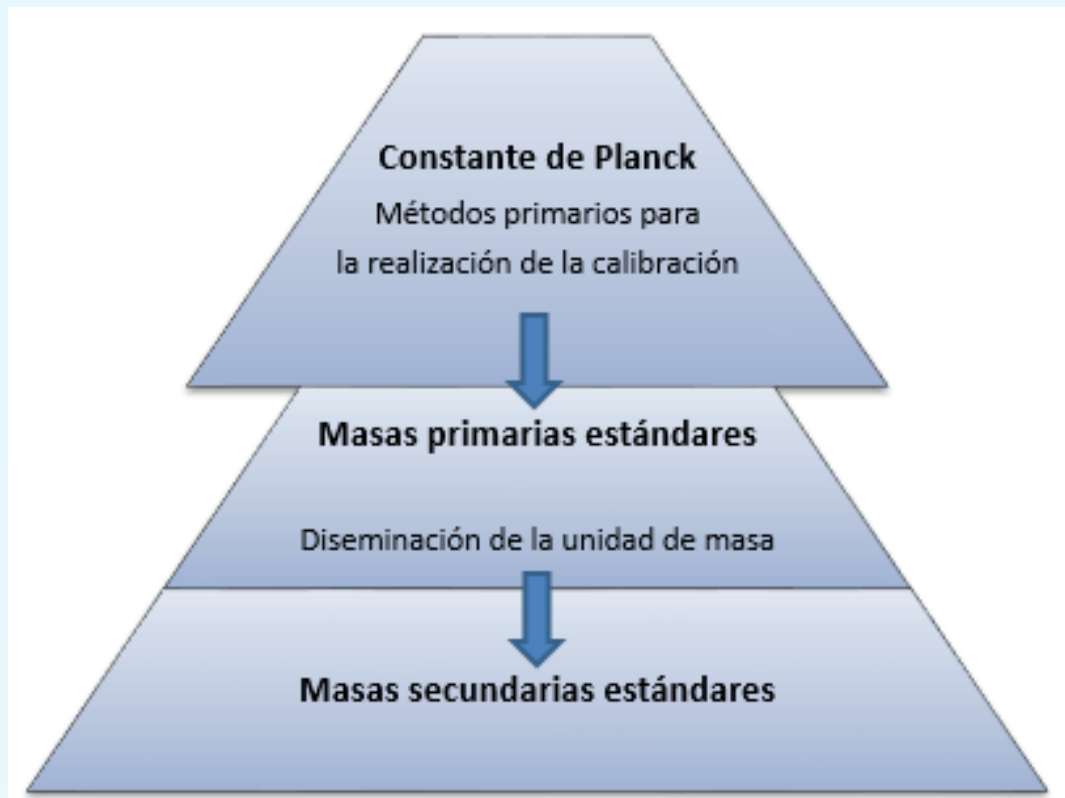 Constante de Planck
Métodos primarios para
la realización de la calibración
Masas primarias estándares
Diseminación de la unidad de masa
Masas secundarias estándares